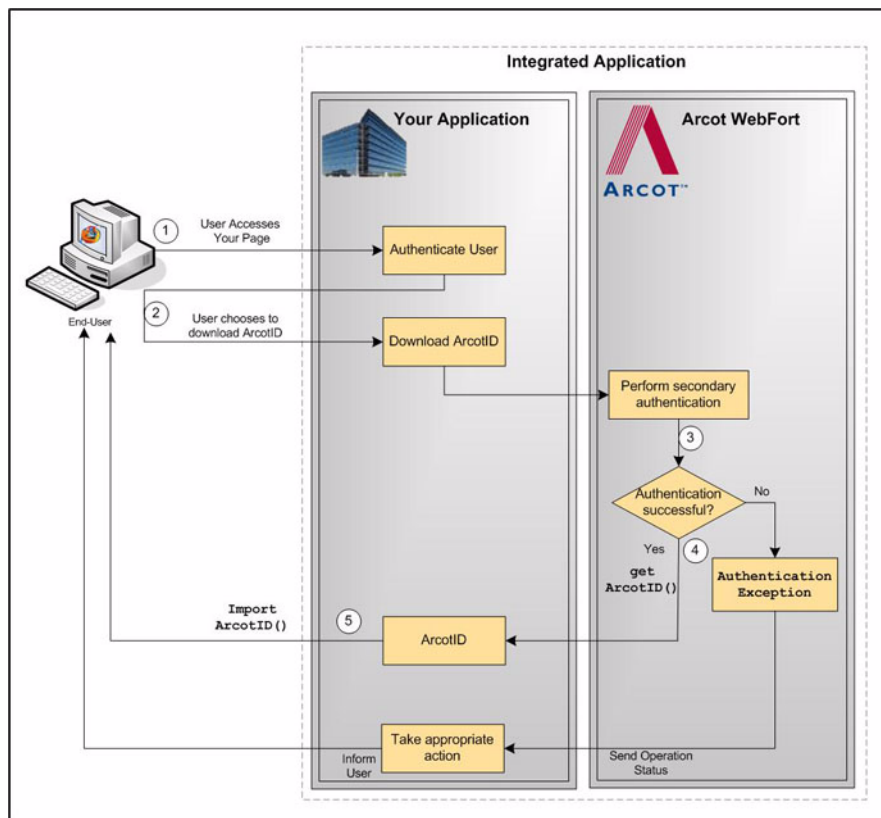 Integrated Application
Your Application
Arcot WebFort
ARCOT™
1
User Accesses
Your Page
Authenticate User
End-User
2
User chooses to
download ArcotID
Download ArcotID
Perform secondary
authentication
3
Authentication
successful?
No
Yes
4
get
ArcotID()
Authentication
Exception
Import
ArcotID()
5
ArcotID
Take appropriate
action
Inform
User
Send Operation
Status